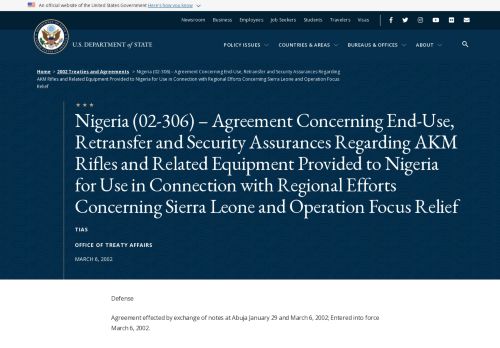 An official website of the United States Government Here's how you know
Newsroom Business Employers Job Seekers Students Travelers Visas
U.S. DEPARTMENT of STATE
POLICY ISSUES COUNTRIES & AREAS BUREAUS & OFFICES ABOUT
Home > 2002 Treaties and Agreements > Nigeria (02-306) – Agreement Concerning End-Use, Retransfer and Security Assurances Regarding
AKM Rifles and Related Equipment Provided to Nigeria for Use in Connection with Regional Efforts Concerning Sierra Leone and Operation Focus
Relief
Nigeria (02-306) – Agreement Concerning End-Use,
Retransfer and Security Assurances Regarding AKM
Rifles and Related Equipment Provided to Nigeria
for Use in Connection with Regional Efforts
Concerning Sierra Leone and Operation Focus Relief
TIAS
OFFICE OF TREATY AFFAIRS
MARCH 6, 2002
Defense
Agreement effected by exchange of notes at Abuja January 29 and March 6, 2002; Entered into force
March 6, 2002.